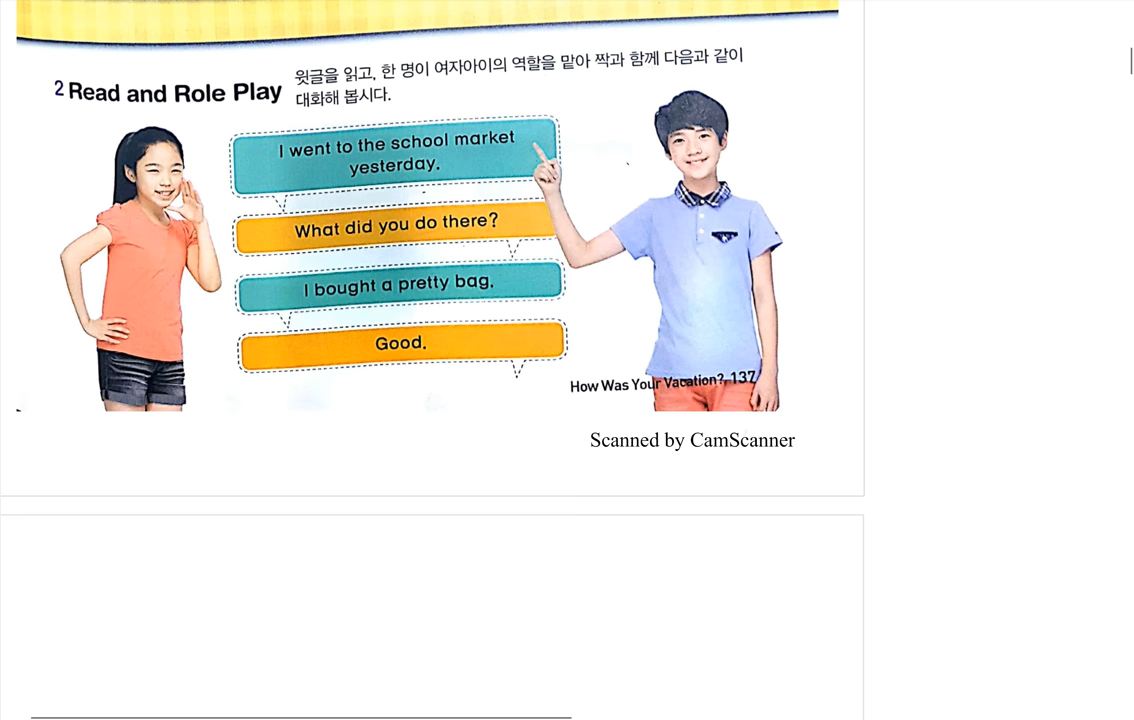 2 Read and Role Play
윗글을 읽고, 한 명이 여자아이의 역할을 맡아 짝과 함께 다음과 같이
대화해 봅시다.
I went to the school market
yesterday.
What did you do there?
I bought a pretty bag.
Good.
How Was Your Vacation? 137
Scanned by CamScanner